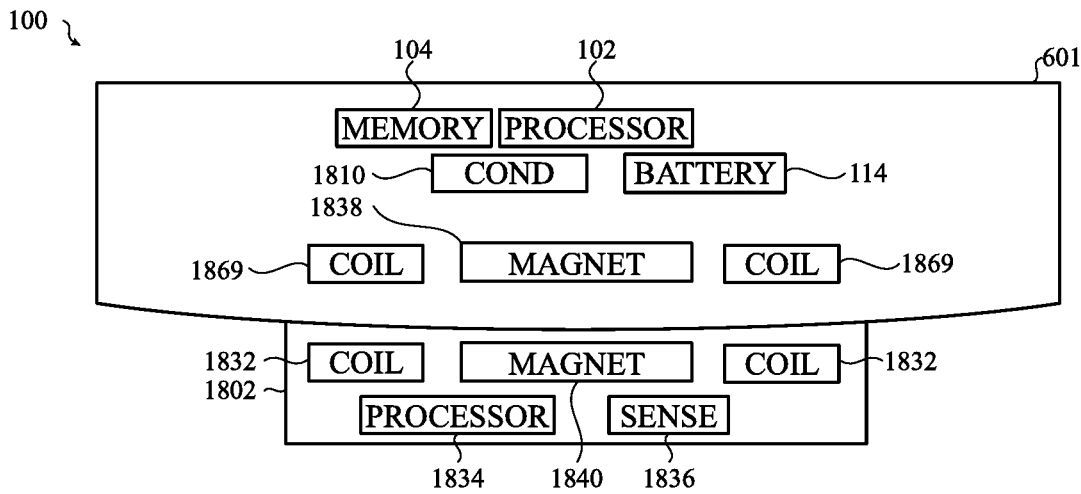 100
104 102 601
MEMORY PROCESSOR
1810 COND BATTERY 114
1838
1869 COIL MAGNET COIL 1869
1832 COIL MAGNET COIL 1832
1802
PROCESSOR SENSE
1834 1840 1836